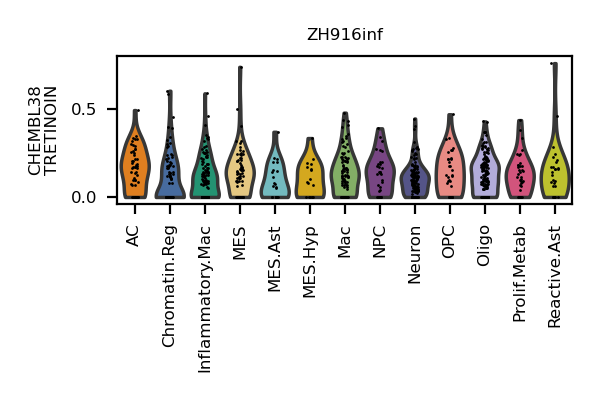 ZH916inf
CHEMBL38
TRETINOIN
0.5
0.0
AC
Chromatin.Reg
Inflammatory.Mac
MES
MES.Ast
MES.Hyp
Mac
NPC
Neuron
OPC
Oligo
Prolif.Metab
Reactive.Ast